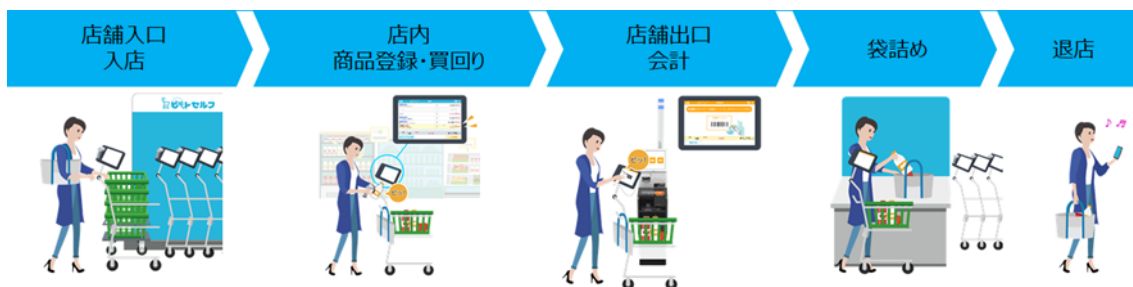 店舗入口
入店
店内
商品登録・買回り
店舗出口
会計
袋詰め
退店
ピピットセルフ
ピッ!
ピッ!